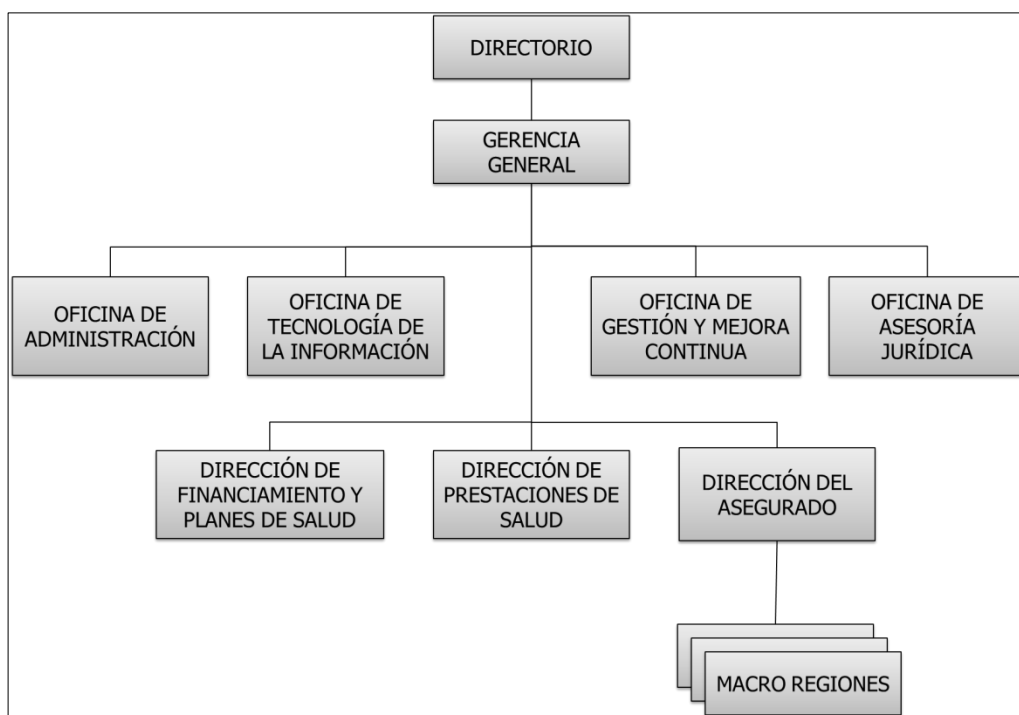 DIRECTORIO
GERENCIA
GENERAL
OFICINA DE
ADMINISTRACIÓN
OFICINA DE
TECNOLOGÍA DE
LA INFORMACIÓN
OFICINA DE
GESTIÓN Y MEJORA
CONTINUA
OFICINA DE
ASESORÍA
JURÍDICA
DIRECCIÓN DE
FINANCIAMIENTO Y
PLANES DE SALUD
DIRECCIÓN DE
PRESTACIONES DE
SALUD
DIRECCIÓN DEL
ASEGURADO
MACRO REGIONES